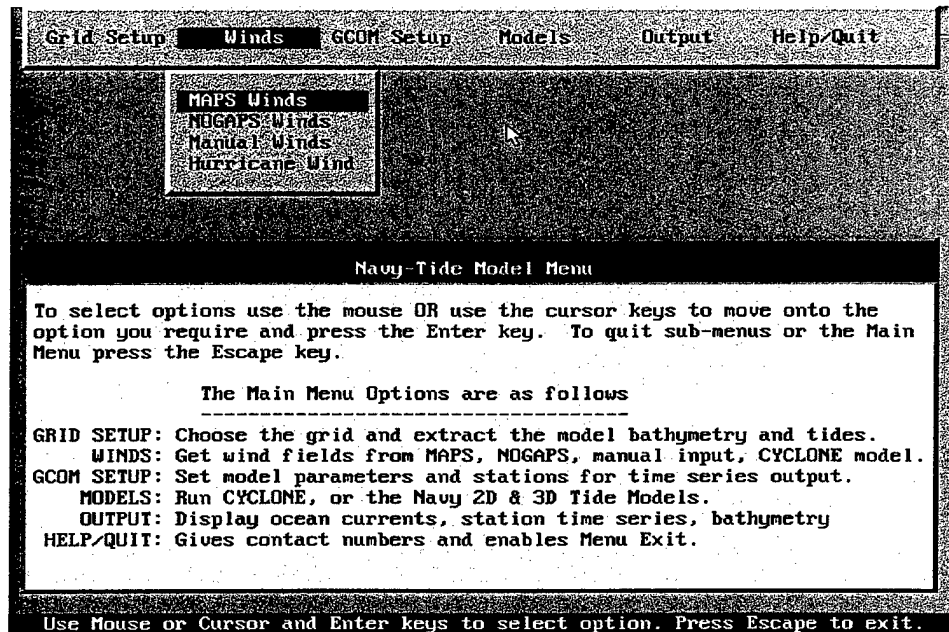 Grid Setup Winds GCOM Setup Models Output Help/Quit
MAPS Winds
NOGAPS Winds
Manual Winds
Hurricane Wind
Navy-Tide Model Menu
To select options use the mouse OR use the cursor keys to move onto the
option you require and press the Enter key. To quit sub-menus or the Main
Menu press the Escape key.
The Main Menu Options are as follows
--------------------------------------
GRID SETUP: Choose the grid and extract the model bathymetry and tides.
WINDS: Get wind fields from MAPS, NOGAPS, manual input, CYCLONE model.
GCOM SETUP: Set model parameters and stations for time series output.
MODELS: Run CYCLONE, or the Navy 2D & 3D Tide Models.
OUTPUT: Display ocean currents, station time series, bathymetry
HELP/QUIT: Gives contact numbers and enables Menu Exit.
Use Mouse or Cursor and Enter keys to select option. Press Escape to exit.